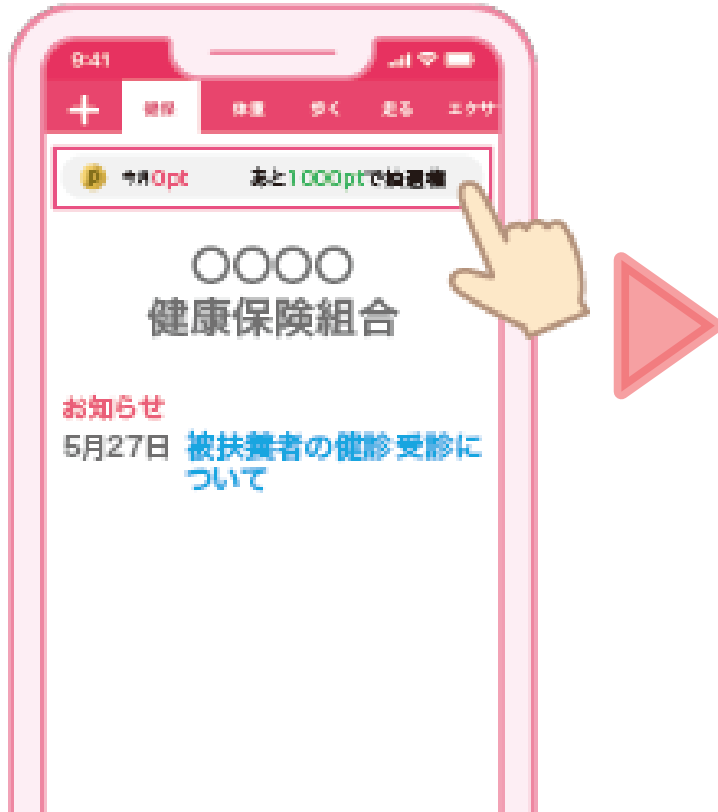 9:41
健保 体重 歩く 走る エクサ
p 今月0pt あと1000ptで抽選権
〇〇〇〇
健康保険組合
お知らせ
5月27日 被扶養者の健診受診に
ついて